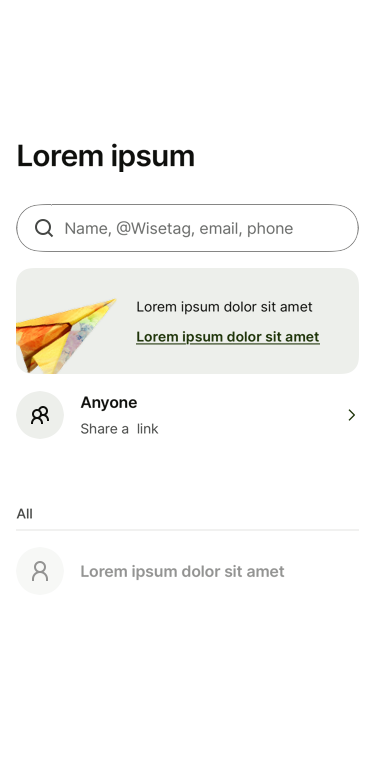 Lorem ipsum
Name, @Wisetag, email, phone
Lorem ipsum dolor sit amet
Lorem ipsum dolor sit amet
Anyone
Share a  link
All
Lorem ipsum dolor sit amet